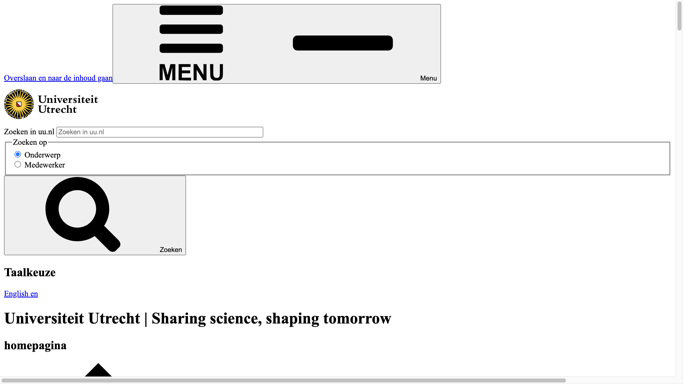 Overslaan en naar de inhoud gaan
MENU
Menu
Universiteit
Utrecht
Zoeken in uu.nl Zoeken in uu.nl
Zoeken op
Onderwerp
Medewerker
Zoeken
Taalkeuze
English en
Universiteit Utrecht | Sharing science, shaping tomorrow
homepagina